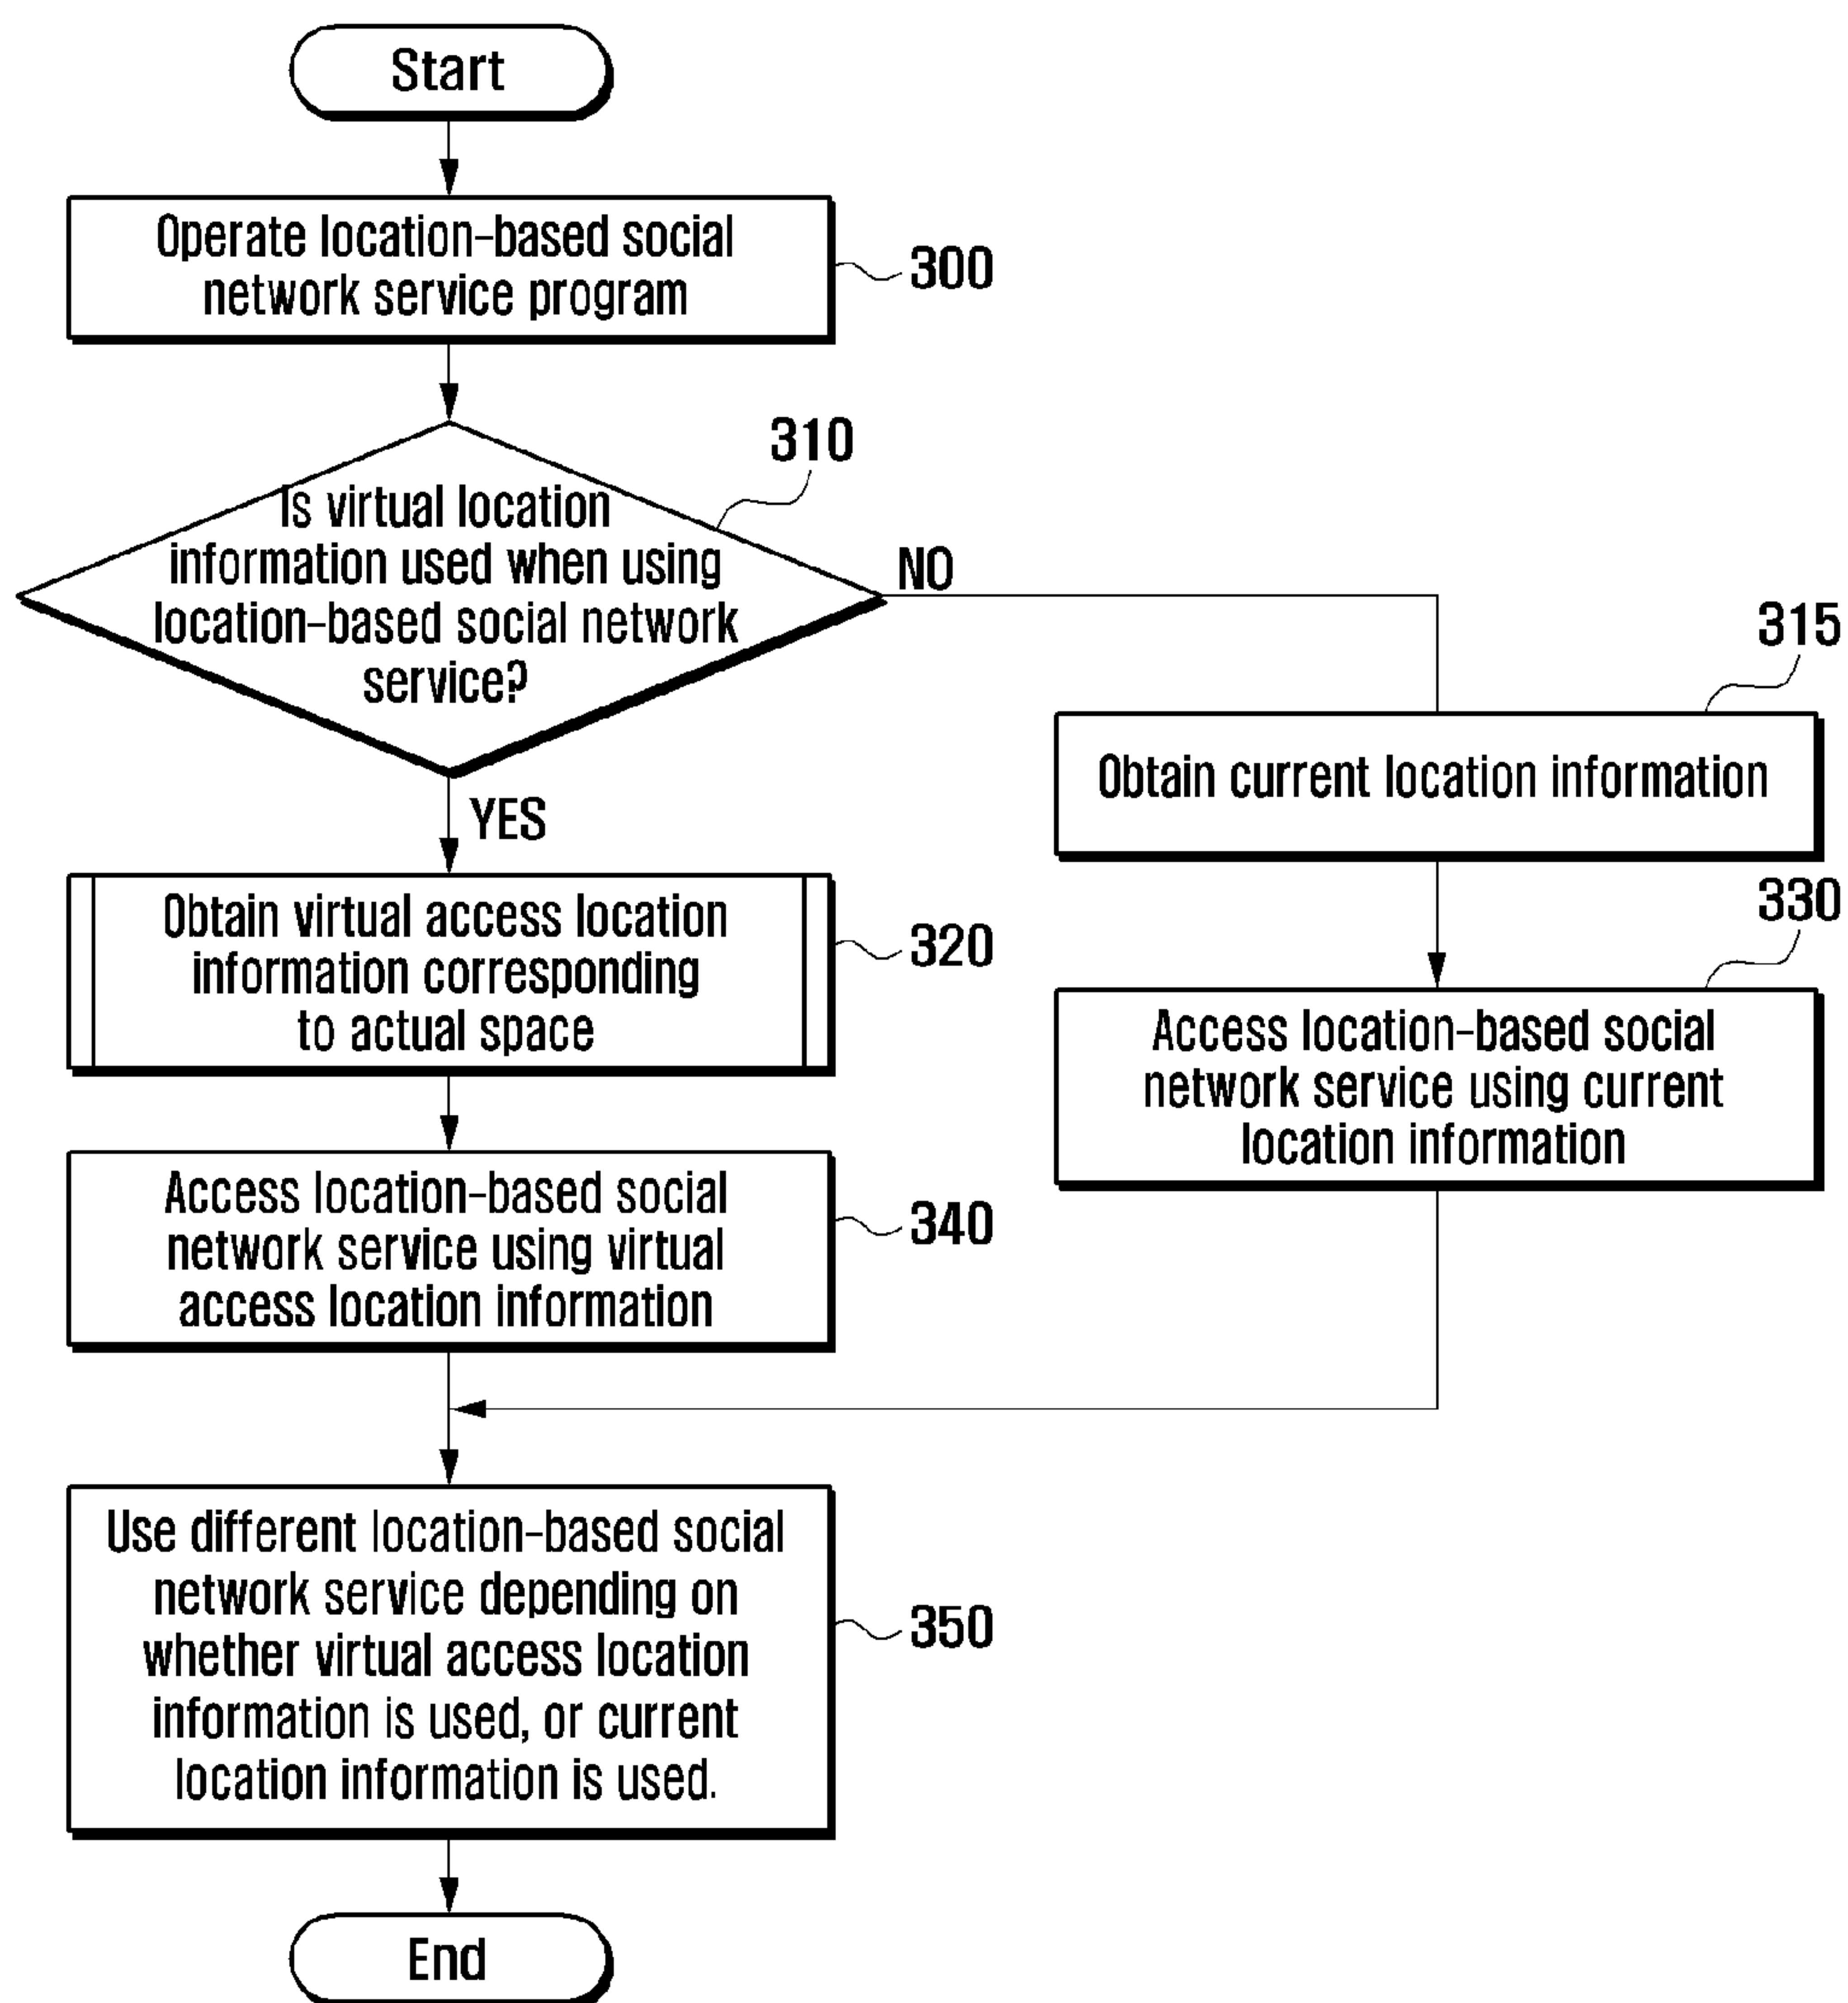 Start
Operate location-based social
network service program
300
310
Is virtual location
information used when using
location-based social network
service?
NO
315
Obtain current location information
YES
Obtain virtual access location
information corresponding
to actual space
320
330
Access location-based social
network service using current
location information
Access location-based social
network service using virtual
access location information
340
Use different location-based social
network service depending on
whether virtual access location
information is used, or current
location information is used.
350
End